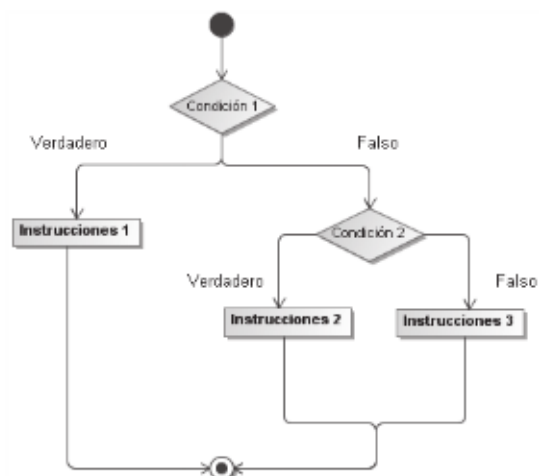 Condición 1
Verdadero
Falso
Instrucciones 1
Condición 2
Verdadero
Falso
Instrucciones 2
Instrucciones 3